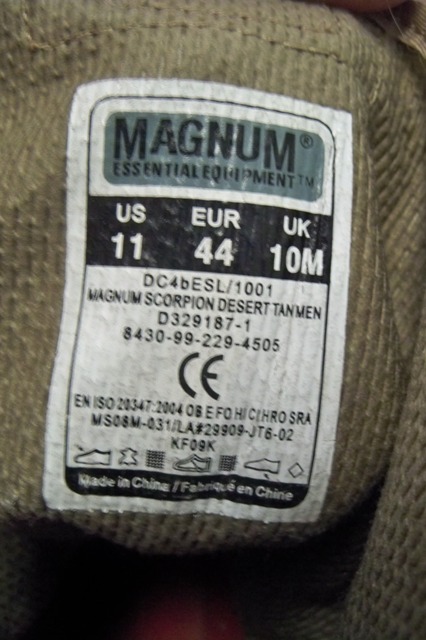 MAGNUM®
ESSENTIAL EQUIPMENT™
US EUR UK
11 44 10M
DC4bESL/1001
MAGNUM SCORPION DESERT TAN MEN
D329187-1
8430-99-229-4505
CE
EN ISO 20347:2004 OB E FO HI CI HRO SRA
MS08M-031/LA#29909-JT6-02
KF09K
Made in China / Fabriqué en Chine